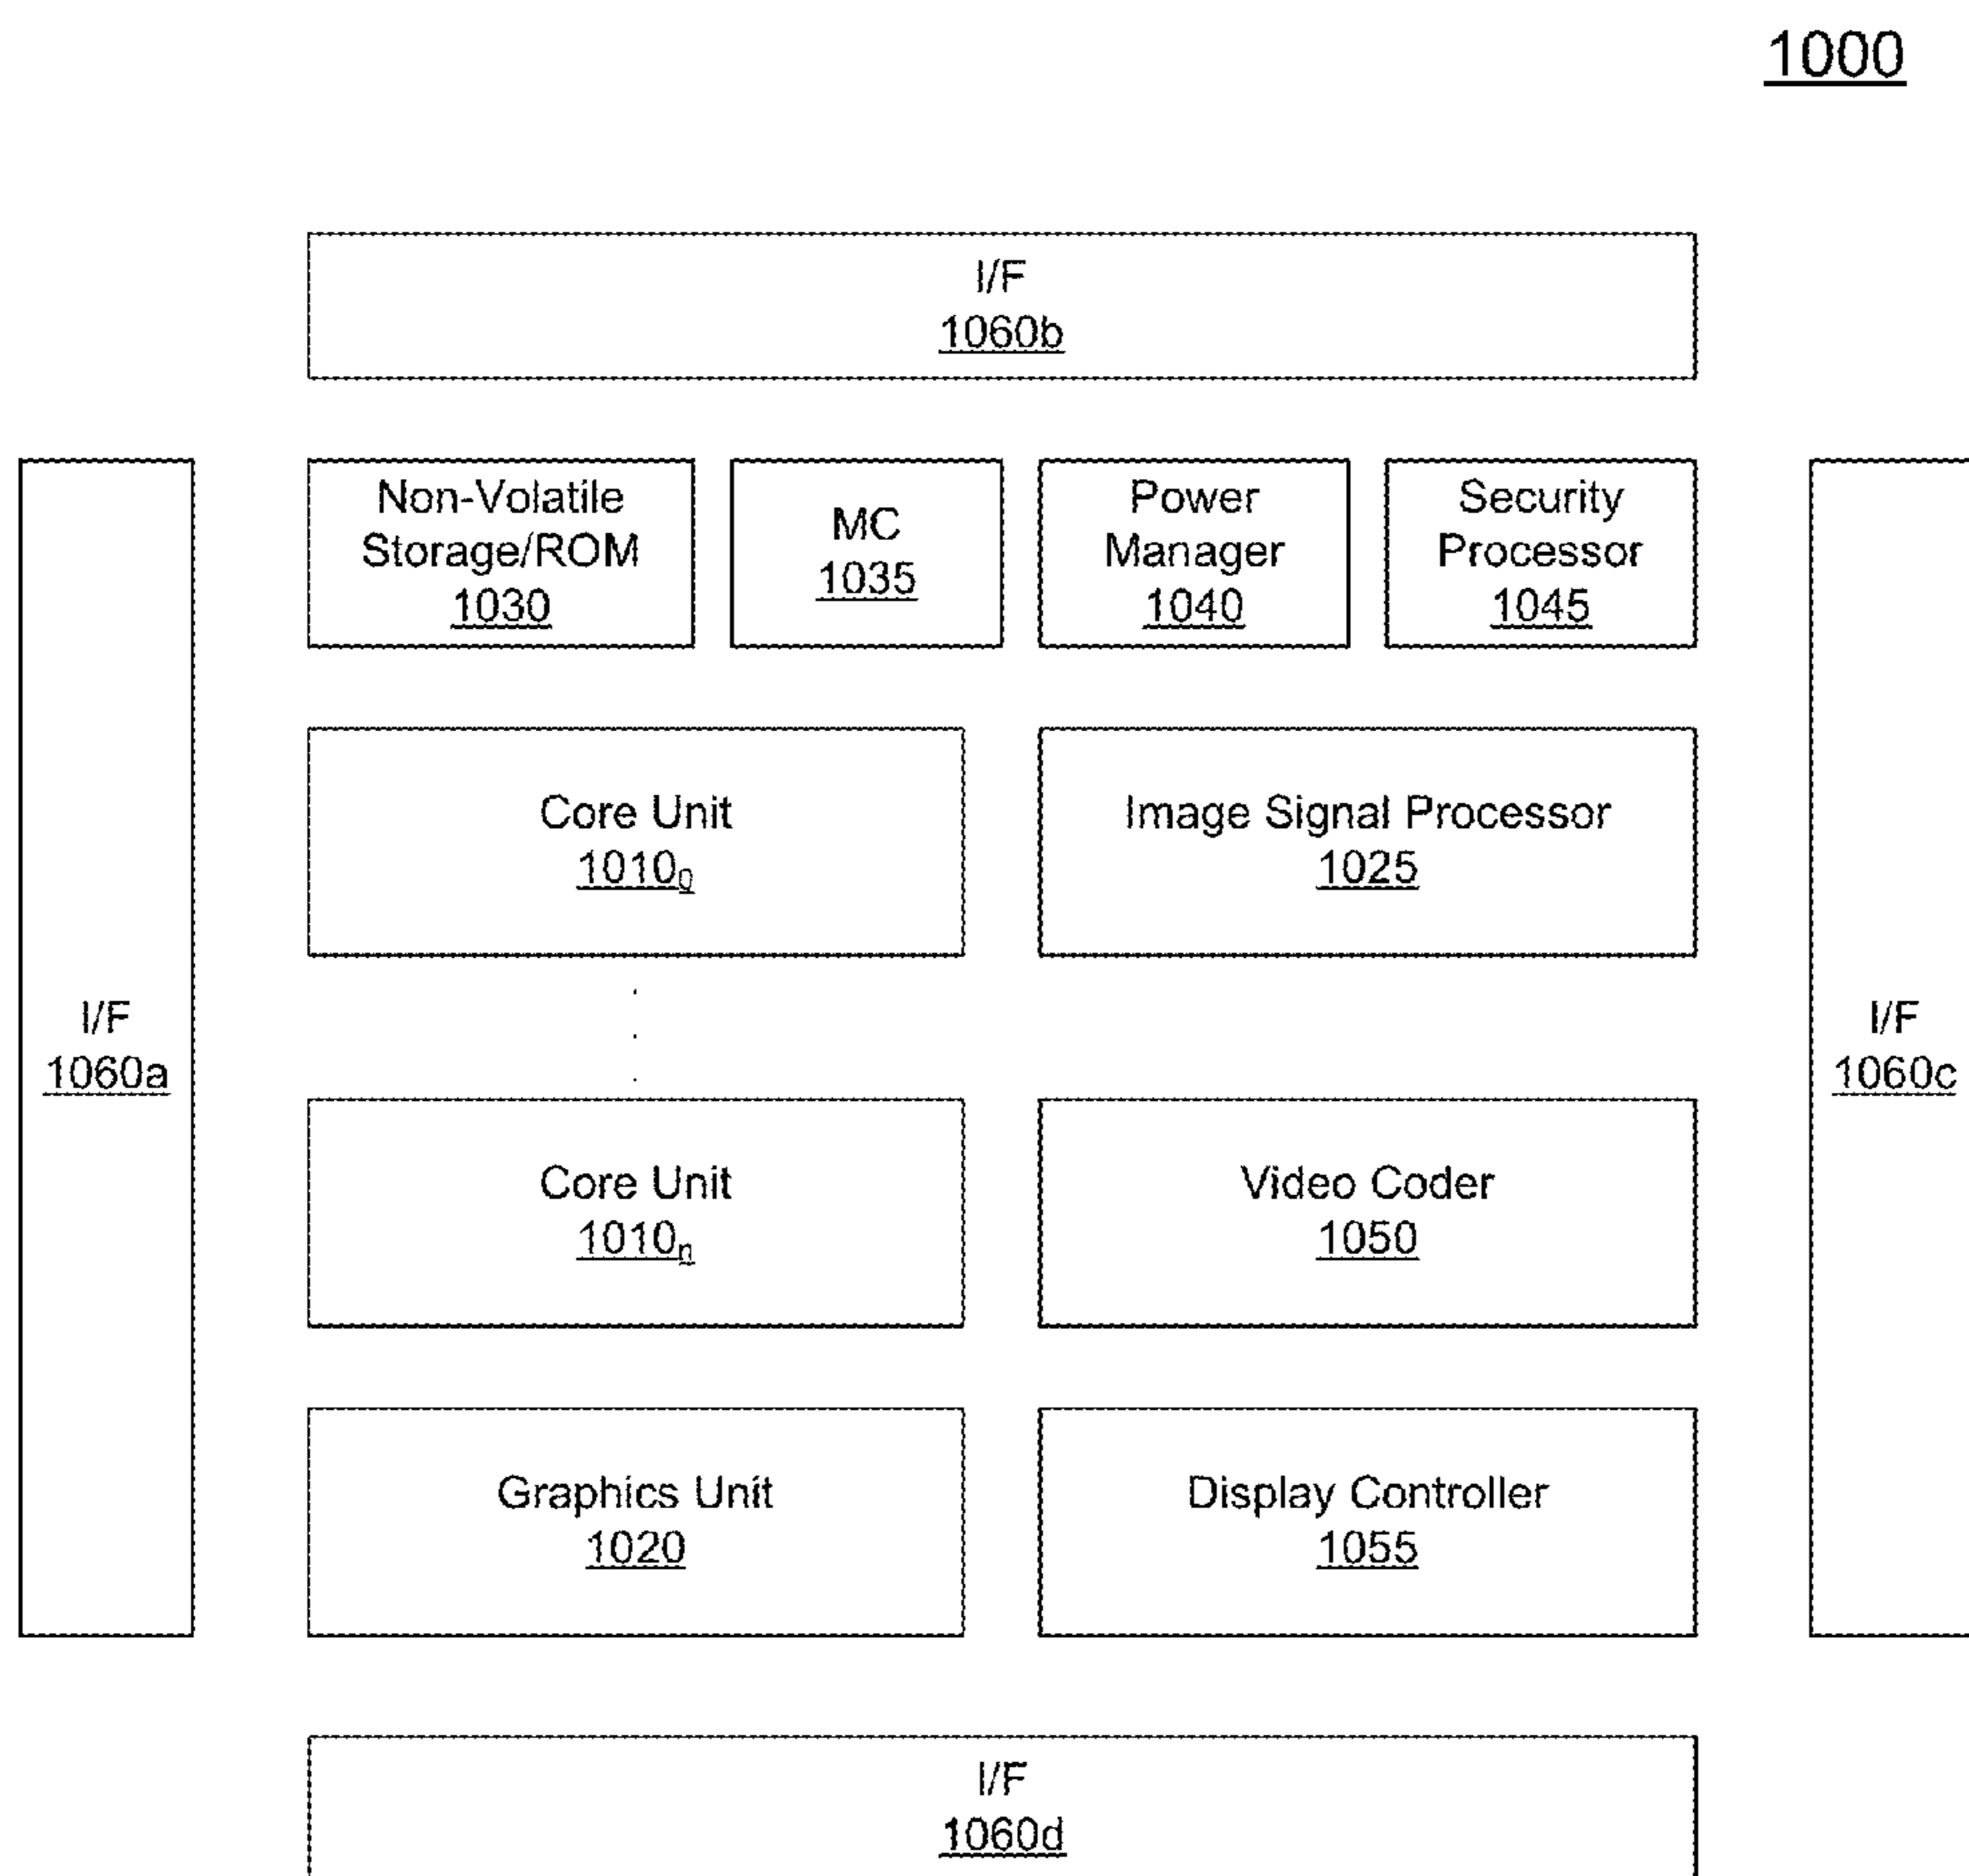 1000
I/F
1060b
Non-Volatile
Storage/ROM
1030
MC
1035
Power
Manager
1040
Security
Processor
1045
Core Unit
1010₀
Image Signal Processor
1025
I/F
1060a
I/F
1060c
Core Unit
1010ₙ
Video Coder
1050
Graphics Unit
1020
Display Controller
1055
I/F
1060d